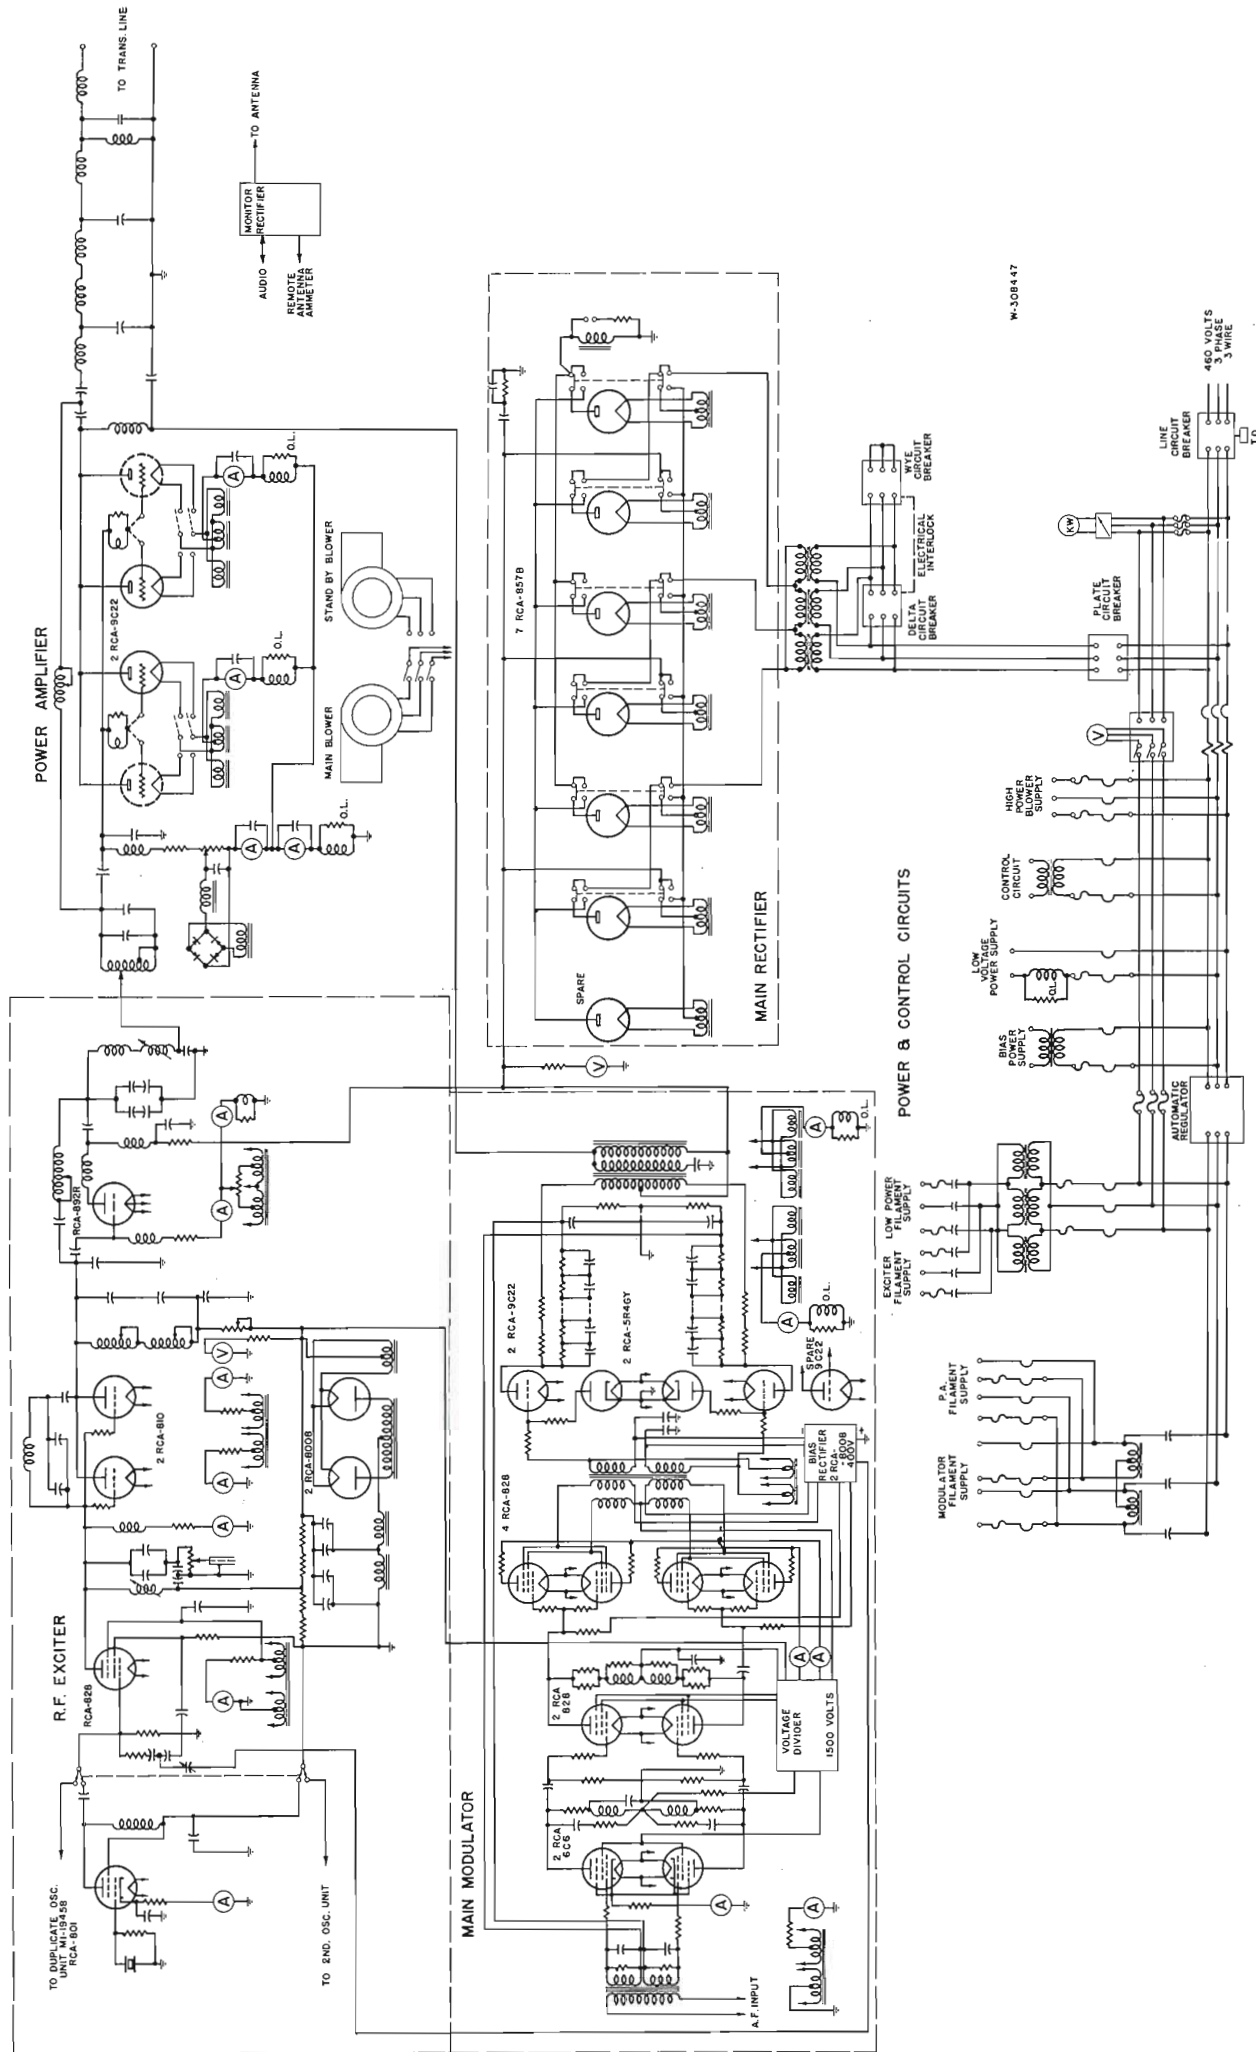 TO TRANS. LINE
TO ANTENNA
MONITOR
RECTIFIER
AUDIO
REMOTE
ANTENNA
AMMETER
POWER AMPLIFIER
2 RCA-9C22
O.L.
O.L.
STAND BY BLOWER
MAIN BLOWER
O.L.
R.F. EXCITER
RCA-892R
A
A
A
2 RCA-810
V
A
A
A
2 RCA-8008
RCA-828
A
A
TO DUPLICATE OSC.
UNIT MI-19458
RCA-801
TO 2ND. OSC. UNIT
7 RCA-857B
SPARE
MAIN RECTIFIER
WYE CIRCUIT
BREAKER
ELECTRICAL
INTERLOCK
DELTA
CIRCUIT
BREAKER
V
MAIN MODULATOR
2 RCA-9C22
2 RCA-5R4GY
4 RCA-828
2 RCA
828
2 RCA
6C6
A
A
O.L.
A
O.L.
SPARE
9C22
BIAS
RECTIFIER
2 RCA-
8008
400V
+
A
A
VOLTAGE
DIVIDER
1500 VOLTS
A
A
A.F. INPUT
W-308447
POWER & CONTROL CIRCUITS
460 VOLTS
3 PHASE
3 WIRE
LINE
CIRCUIT
BREAKER
TO
KW
PLATE
CIRCUIT
BREAKER
V
HIGH
POWER
BLOWER
SUPPLY
CONTROL
CIRCUIT
LOW
VOLTAGE
POWER SUPPLY
O.L.
BIAS
POWER
SUPPLY
AUTOMATIC
REGULATOR
LOW POWER
FILAMENT
SUPPLY
EXCITER
FILAMENT
SUPPLY
P.A.
FILAMENT
SUPPLY
MODULATOR
FILAMENT
SUPPLY